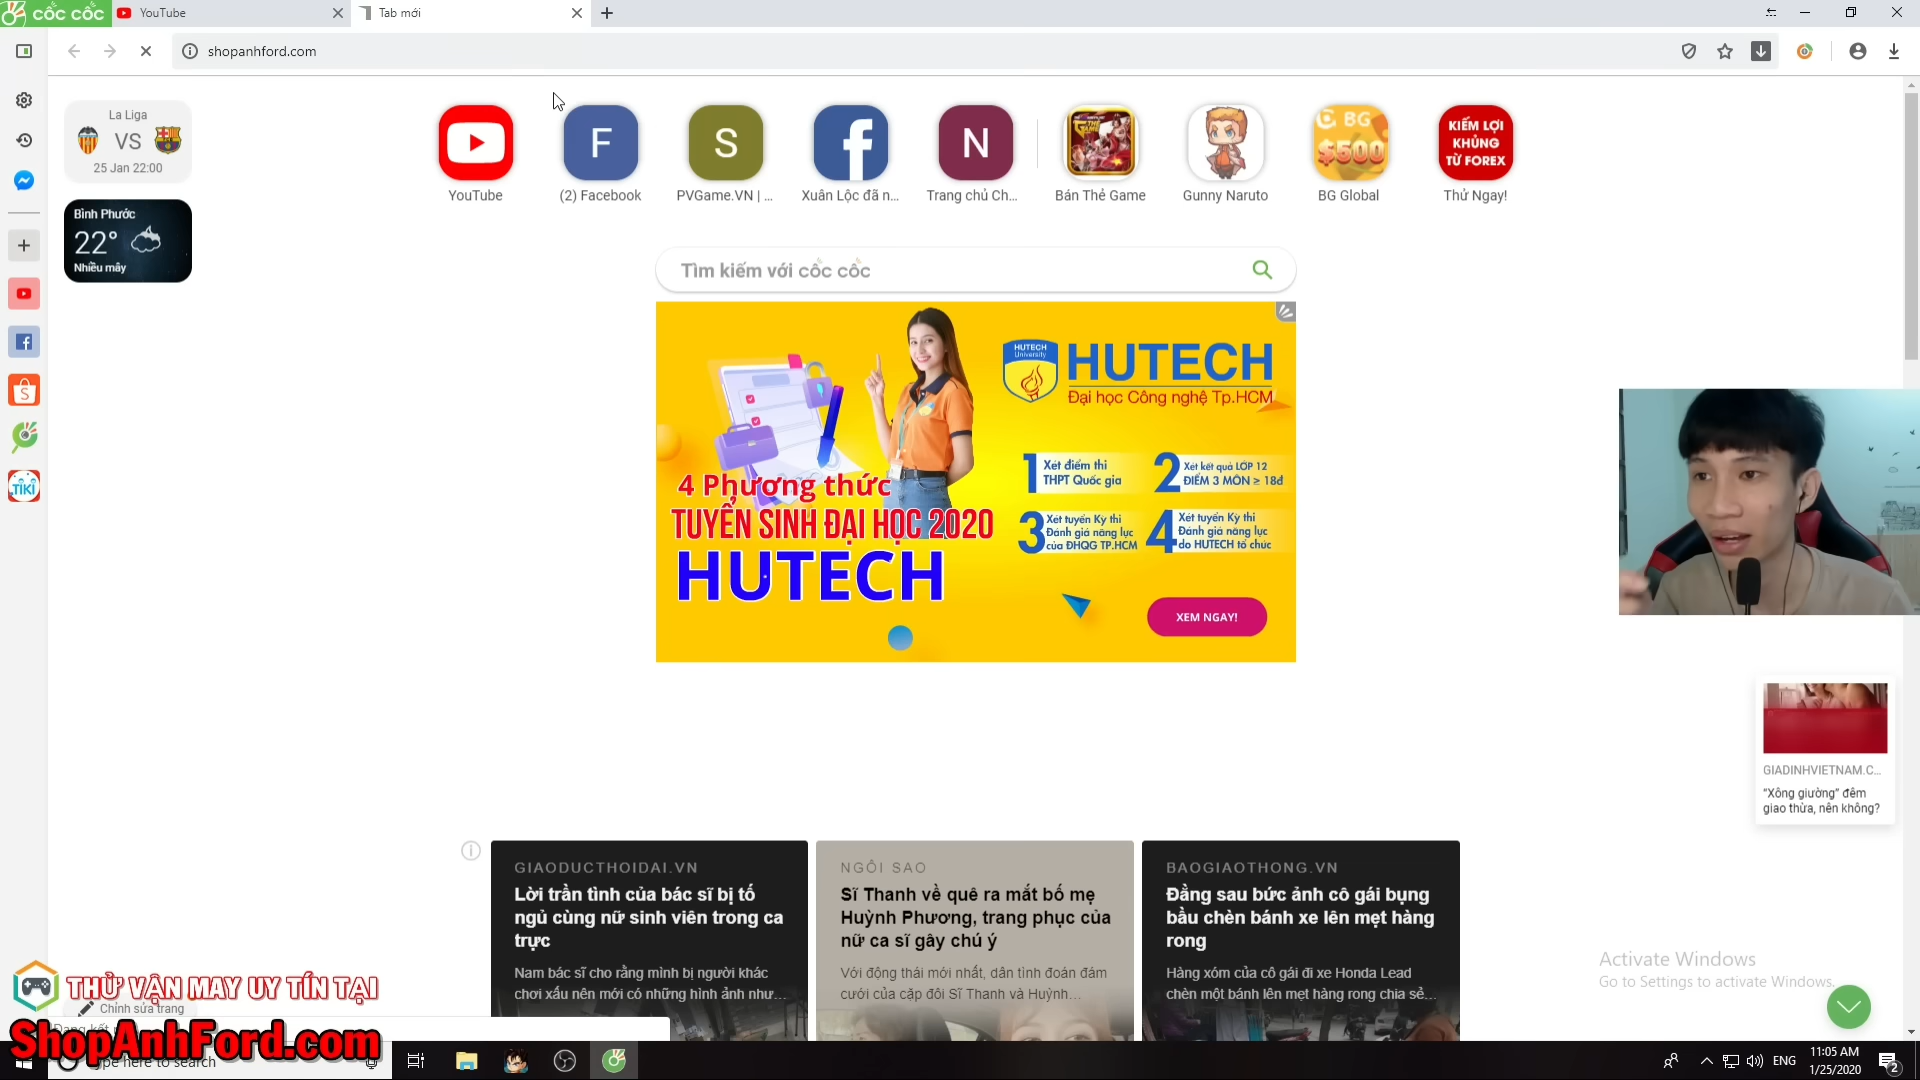 cốc cốc
YouTube
Tab mới
shopanhford.com
La Liga
VS
25 Jan 22:00
Bình Phước
22°
Nhiều mây
F
S
f
N
THE GAME
BG
$500
KIẾM LỢI
KHỦNG
TỪ FOREX
YouTube
(2) Facebook
PVGame.VN | ...
Xuân Lộc đã n...
Trang chủ Ch...
Bán Thẻ Game
Gunny Naruto
BG Global
Thử Ngay!
Tìm kiếm với cốc cốc
HUTECH
University
HUTECH
Đại học Công nghệ Tp.HCM
4 Phương thức
TUYỂN SINH ĐẠI HỌC 2020
HUTECH
1 Xét điểm thi
THPT Quốc gia
2 Xét kết quả LỚP 12
ĐIỂM 3 MÔN ≥ 18đ
3 Xét tuyển Kỳ thi
Đánh giá năng lực
của ĐHQG TP.HCM
4 Xét tuyển Kỳ thi
Đánh giá năng lực
do HUTECH tổ chức
XEM NGAY!
TIKI
GIADINHVIETNAM.C...
"Xông giường" đêm
giao thừa, nên không?
GIAODUCTHOIDAI.VN
Lời trần tình của bác sĩ bị tố
ngủ cùng nữ sinh viên trong ca
trực
Nam bác sĩ cho rằng mình bị người khác
chơi xấu nên mới có những hình ảnh như...
NGÔI SAO
Sĩ Thanh về quê ra mắt bố mẹ
Huỳnh Phương, trang phục của
nữ ca sĩ gây chú ý
Với động thái mới nhất, dân tình đoán đám
cưới của cặp đôi Sĩ Thanh và Huỳnh...
BAOGIAOTHONG.VN
Đằng sau bức ảnh cô gái bụng
bầu chèn bánh xe lên mẹt hàng
rong
Hàng xóm của cô gái đi xe Honda Lead
chèn một bánh lên mẹt hàng rong chia sẻ...
Activate Windows
Go to Settings to activate Windows.
THỬ VẬN MAY UY TÍN TẠI
Chỉnh sửa trang
ShopAnhFord.com
here to search
ENG
11:05 AM
1/25/2020
2